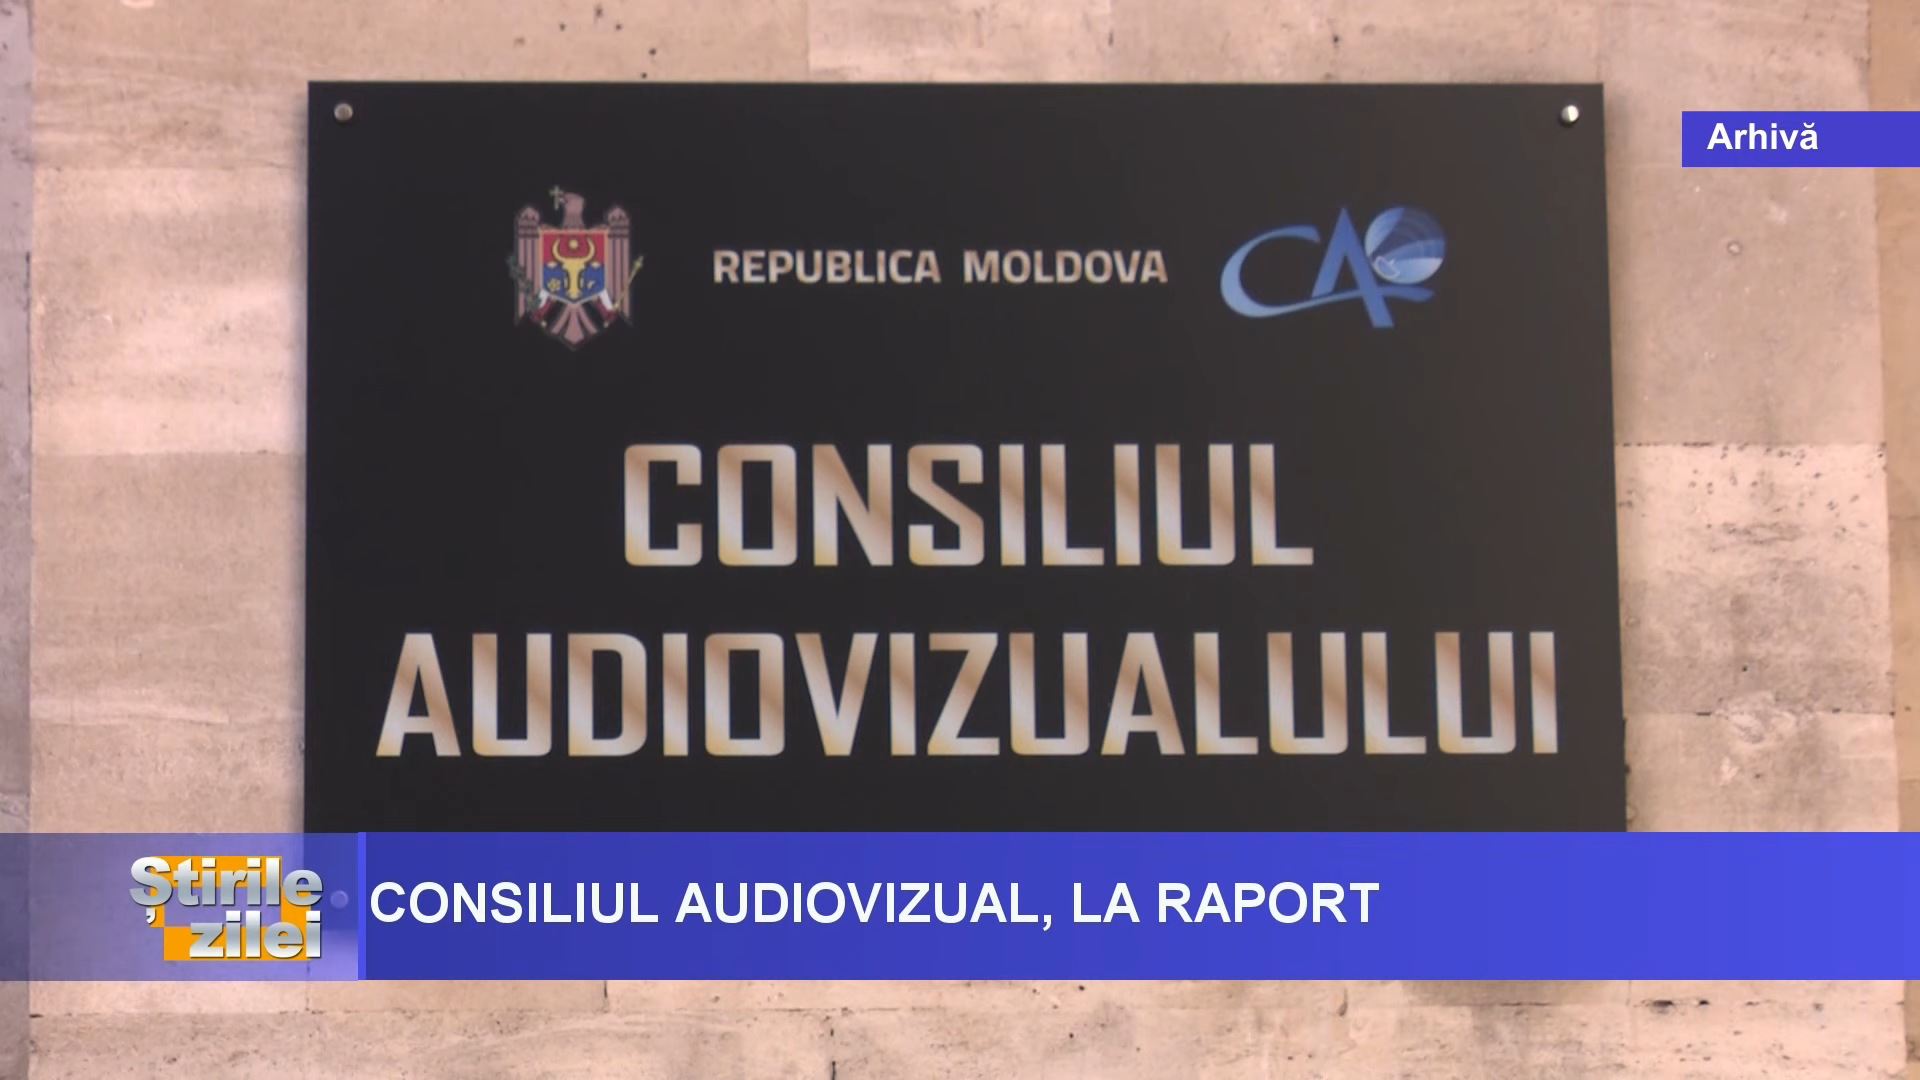 Arhivă
REPUBLICA MOLDOVA
CA
CONSILIUL
AUDIOVIZUALULUI
Știrile
zilei
CONSILIUL AUDIOVIZUAL, LA RAPORT